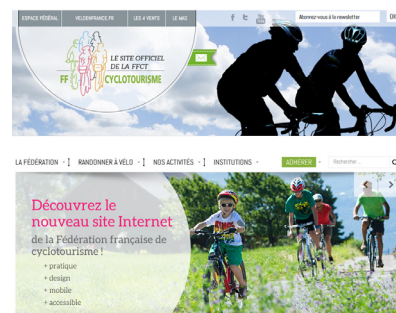 ESPACE FÉDÉRAL VELOENFRANCE.FR LES 4 VENTS LE MAG
Abonnez-vous à la newsletter OK
LE SITE OFFICIEL
DE LA FFCT
FF CYCLOTOURISME
LA FÉDÉRATION RANDONNER À VÉLO NOS ACTIVITÉS INSTITUTIONS ADHÉRER Rechercher ...
Découvrez le
nouveau site Internet
de la Fédération française de
cyclotourisme !
+ pratique
+ design
+ mobile
+ accessible